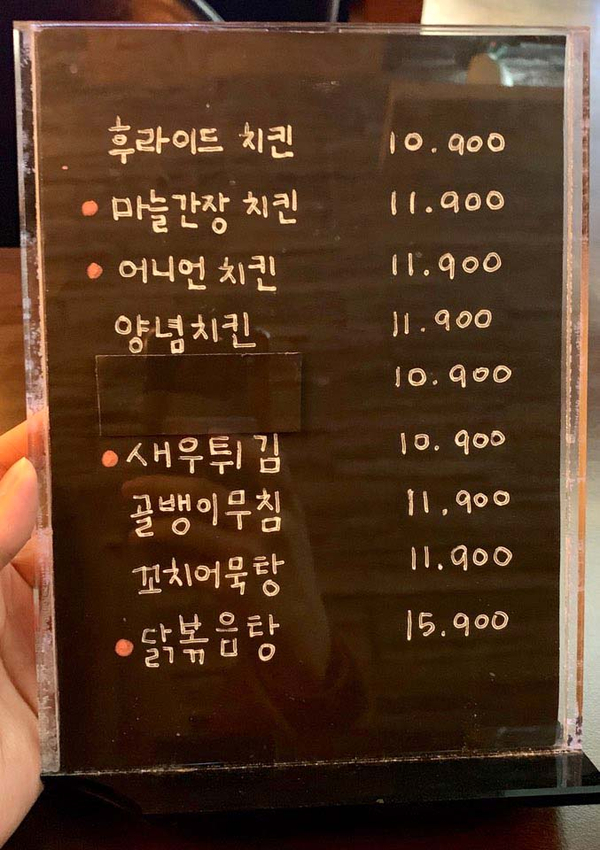 후라이드 치킨 10.900
마늘간장 치킨 11.900
어니언 치킨 11.900
양념치킨 11.900
10.900
새우튀김 10.900
골뱅이무침 11.900
꼬치어묵탕 11.900
닭볶음탕 15.900